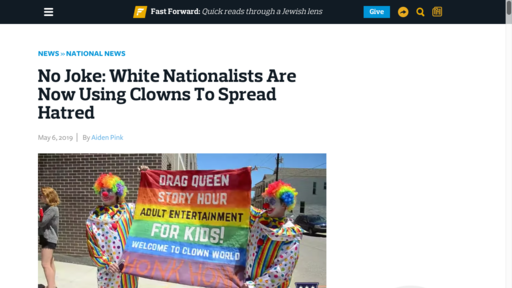 Fast Forward: Quick reads through a Jewish lens
Give
NEWS » NATIONAL NEWS
No Joke: White Nationalists Are
Now Using Clowns To Spread
Hatred
May 6, 2019 | By Aiden Pink
DRAG QUEEN
STORY HOUR
ADULT ENTERTAINMENT
FOR KIDS!
WELCOME TO CLOWN WORLD